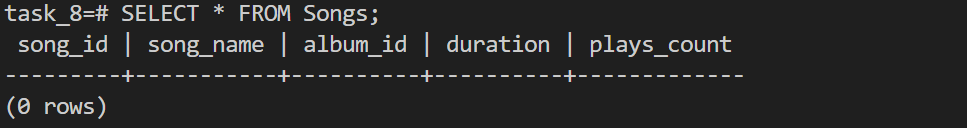 task_8=# SELECT * FROM Songs;
 song_id | song_name | album_id | duration | plays_count
---------+-----------+----------+----------+-------------
(0 rows)